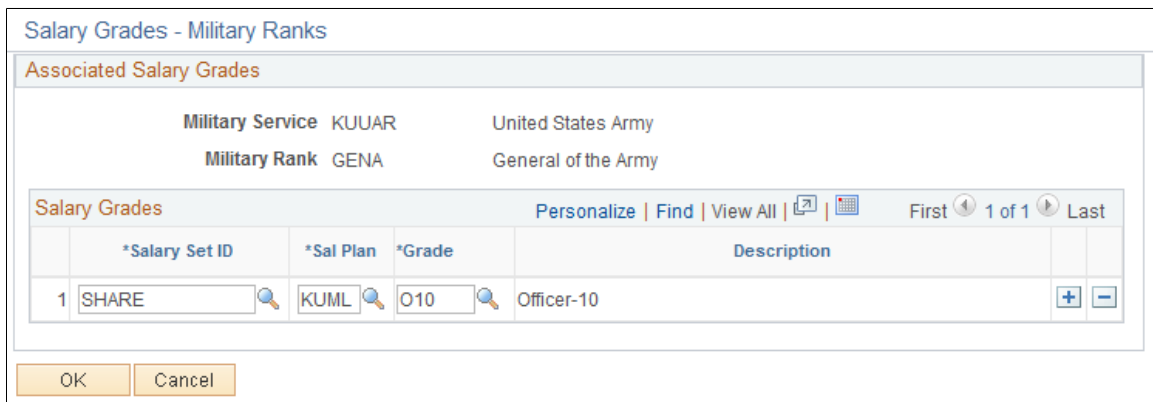 Salary Grades - Military Ranks
Associated Salary Grades
Military Service KUUAR United States Army
Military Rank GENA General of the Army
Salary Grades Personalize | Find | View All | | First 1 of 1 Last
*Salary Set ID *Sal Plan *Grade Description
1 SHARE KUML O10 Officer-10
OK Cancel